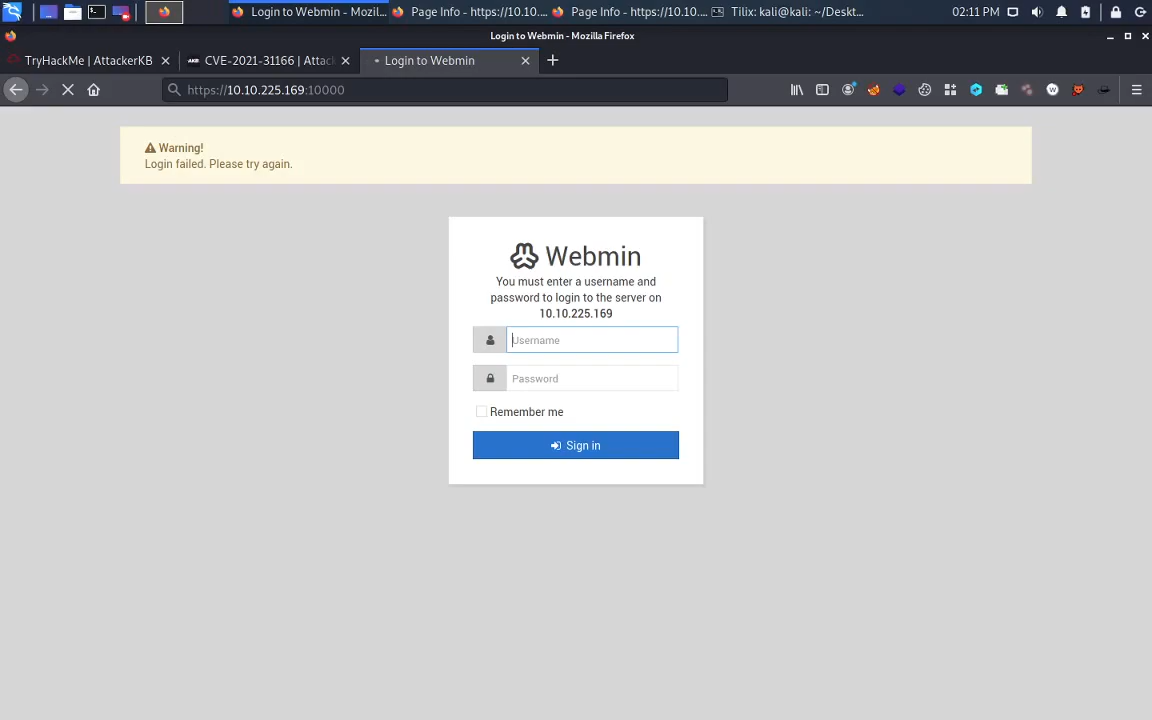 Login to Webmin - Mozil...
Page Info - https://10.10....
Page Info - https://10.10....
Tilix: kali@kali: ~/Deskt...
02:11 PM
Login to Webmin - Mozilla Firefox
TryHackMe | AttackerKB
CVE-2021-31166 | Attac
Login to Webmin
https://10.10.225.169:10000
Warning!
Login failed. Please try again.
Webmin
You must enter a username and
password to login to the server on
10.10.225.169
Username
Password
Remember me
Sign in